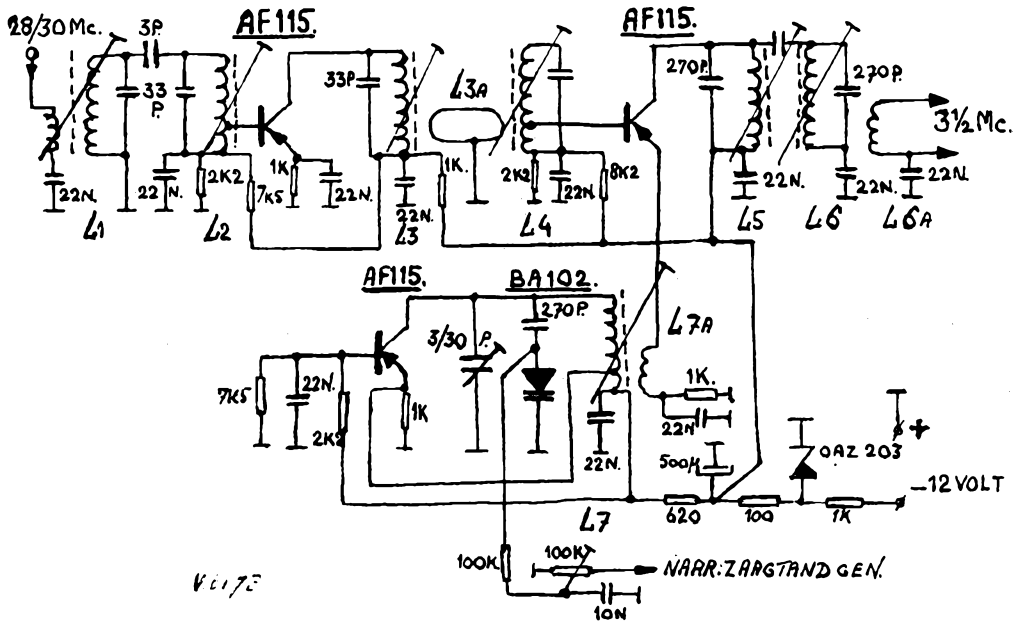 28/30 Mc.
3P.
AF115.
AF115.
33
P.
33P.
L3A
270P.
270P.
3½ Mc.
22N.
22 N.
2K2
7K5
1K
22N.
22N.
1K.
2K2
22N.
8K2
22N.
22N.
22N.
L1
L2
L3
L4
L5
L6
L6A
AF115.
BA102.
270P.
3/30 P.
L7A
7K5
22N.
2K2
1K
22N.
1K.
22N
500µ
OAZ 203
+
-12 VOLT
620
100
1K
L7
100K
100K
10N
NAAR: ZAAGTAND GEN.